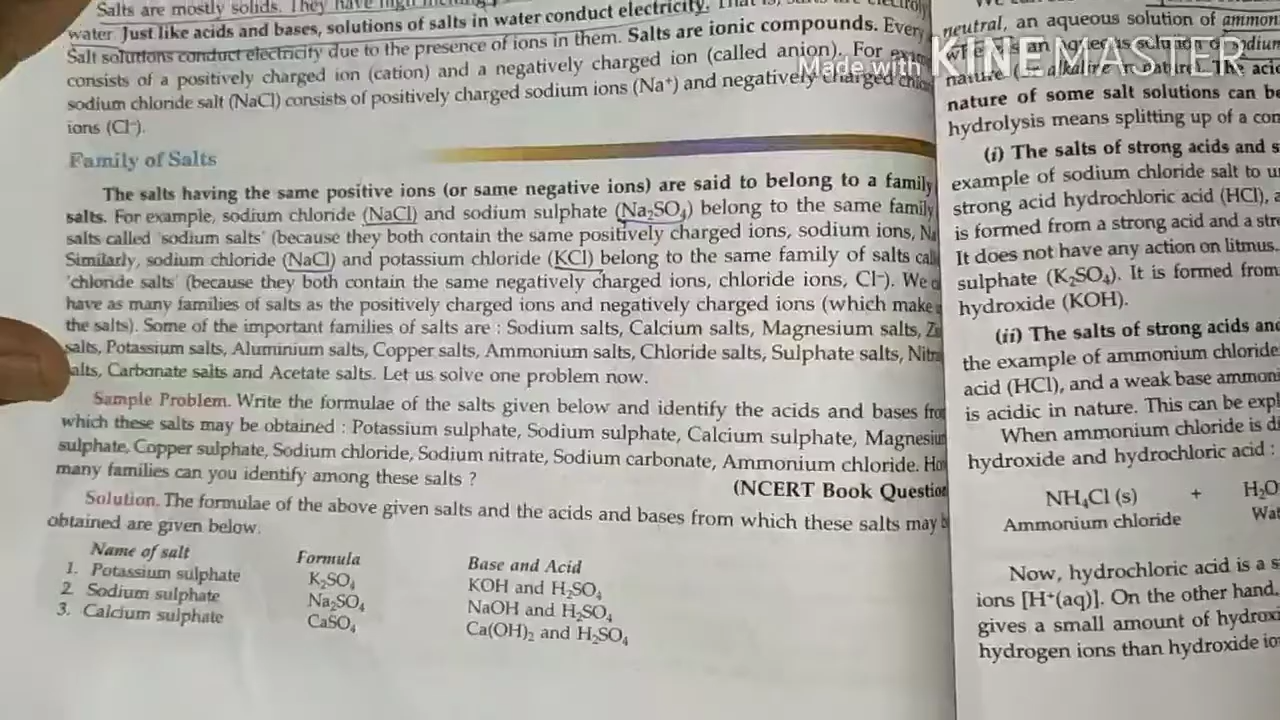 Salts are mostly solids. They have high
water. Just like acids and bases, solutions of salts in water conduct electricity.
Salt solutions conduct electricity due to the presence of ions in them. Salts are ionic compounds. Every
consists of a positively charged ion (cation) and a negatively charged ion (called anion). For
sodium chloride salt (NaCl) consists of positively charged sodium ions (Na⁺) and negatively charged
ions (Cl⁻).
Family of Salts
The salts having the same positive ions (or same negative ions) are said to belong to a family
salts. For example, sodium chloride (NaCl) and sodium sulphate (Na₂SO₄) belong to the same family
salts called 'sodium salts' (because they both contain the same positively charged ions, sodium ions,
Similarly, sodium chloride (NaCl) and potassium chloride (KCl) belong to the same family of salts
'chloride salts' (because they both contain the same negatively charged ions, chloride ions, Cl⁻). We
have as many families of salts as the positively charged ions and negatively charged ions (which make
the salts). Some of the important families of salts are : Sodium salts, Calcium salts, Magnesium salts,
salts, Potassium salts, Aluminium salts, Copper salts, Ammonium salts, Chloride salts, Sulphate salts,
alts, Carbonate salts and Acetate salts. Let us solve one problem now.
Sample Problem. Write the formulae of the salts given below and identify the acids and bases
which these salts may be obtained : Potassium sulphate, Sodium sulphate, Calcium sulphate,
sulphate, Copper sulphate, Sodium chloride, Sodium nitrate, Sodium carbonate, Ammonium chloride.
many families can you identify among these salts ?
(NCERT Book Question
Solution. The formulae of the above given salts and the acids and bases from which these salts may
obtained are given below.
Name of salt Formula Base and Acid
1. Potassium sulphate K₂SO₄ KOH and H₂SO₄
2. Sodium sulphate Na₂SO₄ NaOH and H₂SO₄
3. Calcium sulphate CaSO₄ Ca(OH)₂ and H₂SO₄
neutral, an aqueous solution of
Made with KINEMASTER
nature of some salt solutions can
hydrolysis means splitting up of a
(i) The salts of strong acids and
example of sodium chloride salt to
strong acid hydrochloric acid (HCl),
is formed from a strong acid and a
It does not have any action on litmus.
sulphate (K₂SO₄). It is formed from
hydroxide (KOH).
(ii) The salts of strong acids
the example of ammonium chloride
acid (HCl), and a weak base
is acidic in nature. This can be
When ammonium chloride is
hydroxide and hydrochloric acid :
NH₄Cl (s) + H₂O
Ammonium chloride
Now, hydrochloric acid is a
ions [H⁺(aq)]. On the other hand,
gives a small amount of
hydrogen ions than hydroxide